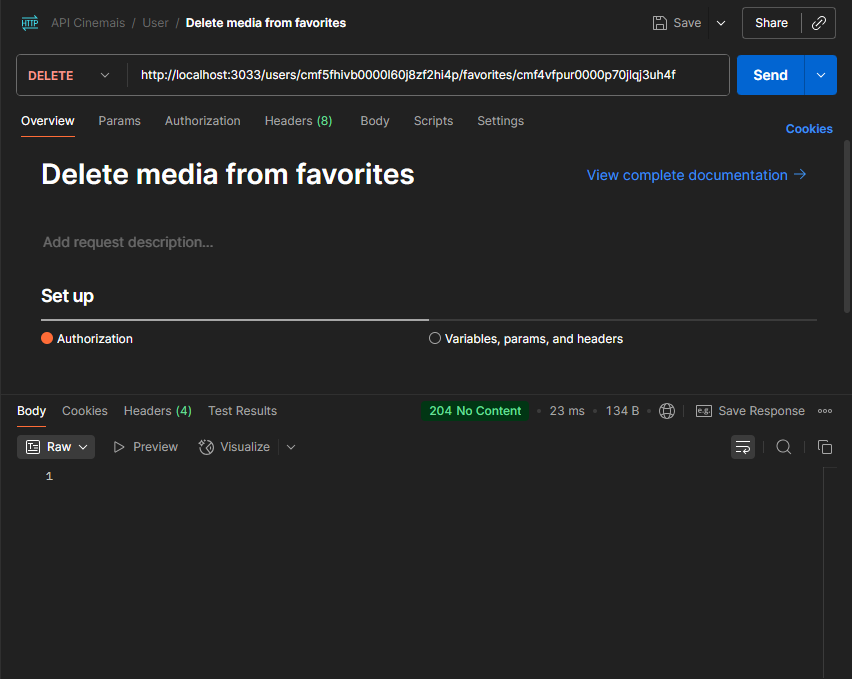 HTTP API Cinemais / User / Delete media from favorites Save Share
DELETE http://localhost:3033/users/cmf5fhivb0000l60j8zf2hi4p/favorites/cmf4vfpur0000p70jlqj3uh4f Send
Overview Params Authorization Headers (8) Body Scripts Settings Cookies
Delete media from favorites View complete documentation →
Add request description...
Set up
Authorization Variables, params, and headers
Body Cookies Headers (4) Test Results 204 No Content • 23 ms • 134 B • e.g. Save Response
Raw Preview Visualize
1